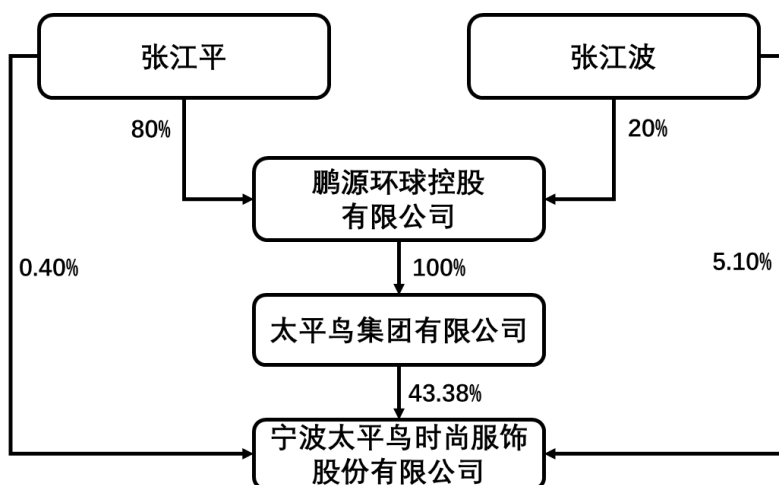 张江平
张江波
80%
20%
鹏源环球控股
有限公司
0.40%
100%
5.10%
太平鸟集团有限公司
43.38%
宁波太平鸟时尚服饰
股份有限公司